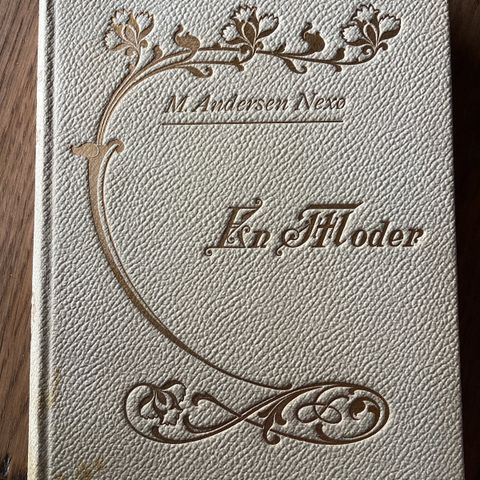 M. Andersen Nexø
En Moder